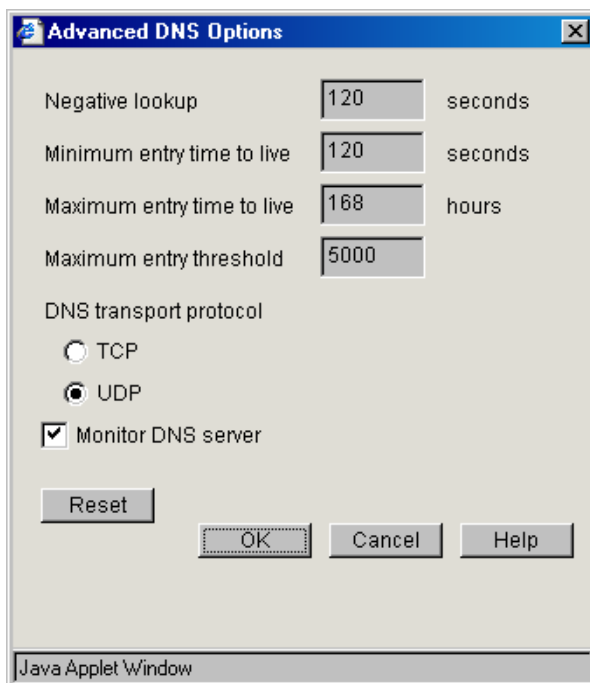 Advanced DNS Options
Negative lookup 120 seconds
Minimum entry time to live 120 seconds
Maximum entry time to live 168 hours
Maximum entry threshold 5000
DNS transport protocol
TCP
UDP
Monitor DNS server
Reset
OK Cancel Help
Java Applet Window